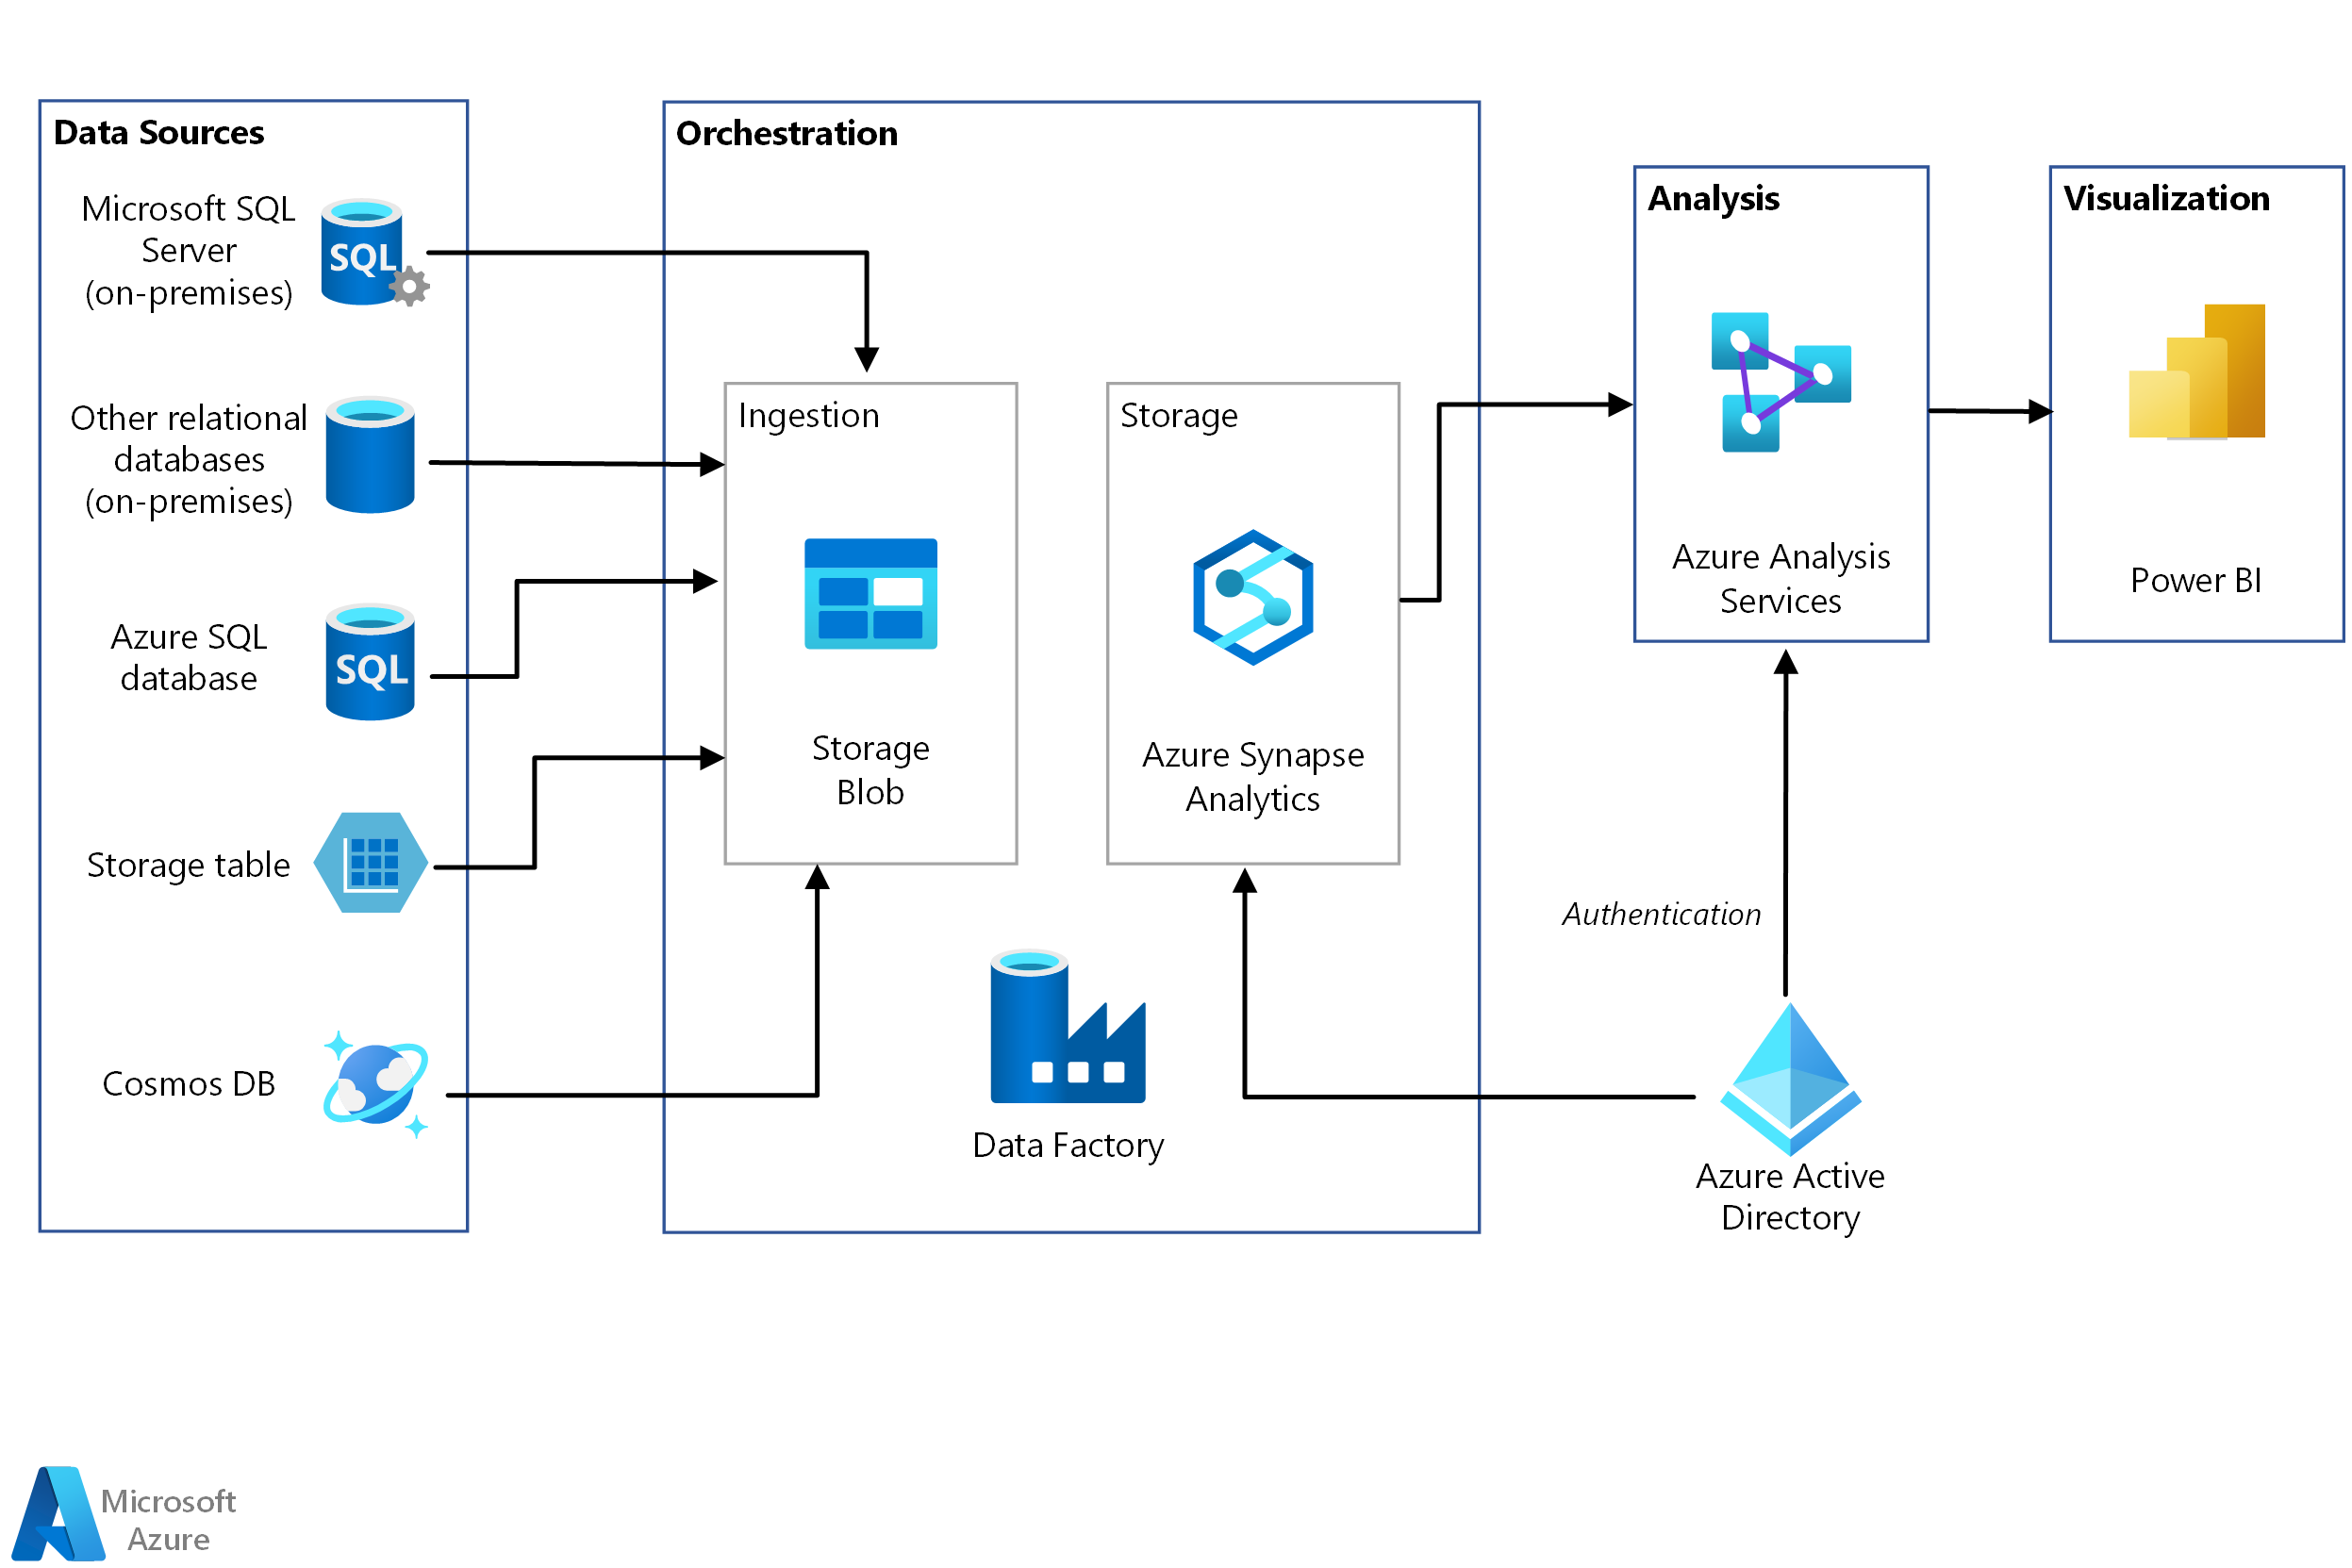 Data Sources
Microsoft SQL
Server
(on-premises)
SQL
Other relational
databases
(on-premises)
Azure SQL
database
SQL
Storage table
Cosmos DB
Orchestration
Ingestion
Storage
Blob
Storage
Azure Synapse
Analytics
Data Factory
Analysis
Azure Analysis
Services
Visualization
Power BI
Authentication
Azure Active
Directory
Microsoft
Azure